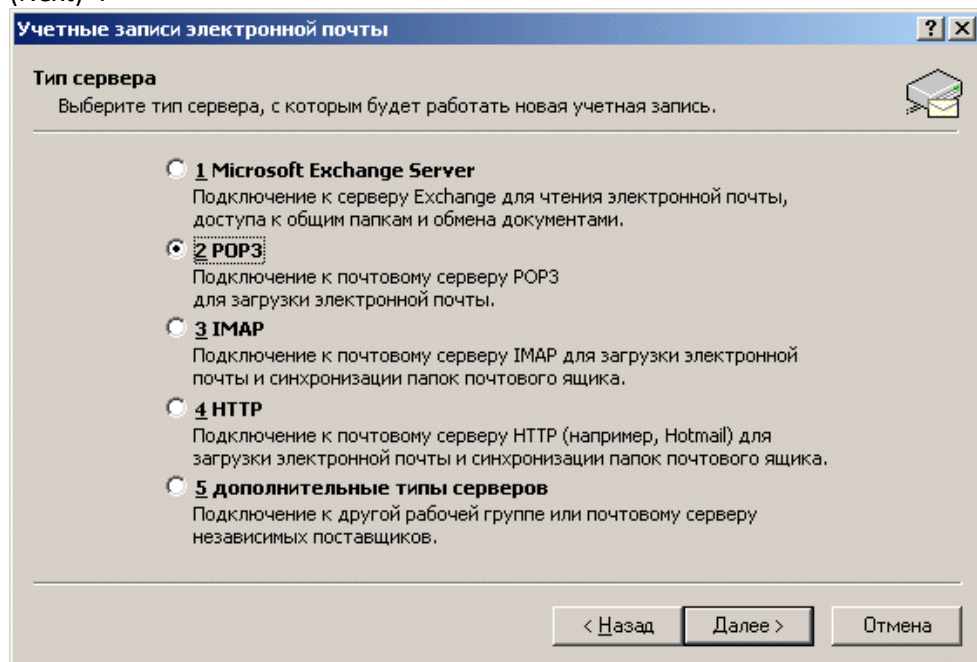 (Next)".
Учетные записи электронной почты
Тип сервера
Выберите тип сервера, с которым будет работать новая учетная запись.
1 Microsoft Exchange Server
Подключение к серверу Exchange для чтения электронной почты,
доступа к общим папкам и обмена документами.
2 POP3
Подключение к почтовому серверу POP3
для загрузки электронной почты.
3 IMAP
Подключение к почтовому серверу IMAP для загрузки электронной
почты и синхронизации папок почтового ящика.
4 HTTP
Подключение к почтовому серверу HTTP (например, Hotmail) для
загрузки электронной почты и синхронизации папок почтового ящика.
5 дополнительные типы серверов
Подключение к другой рабочей группе или почтовому серверу
независимых поставщиков.
< Назад Далее > Отмена